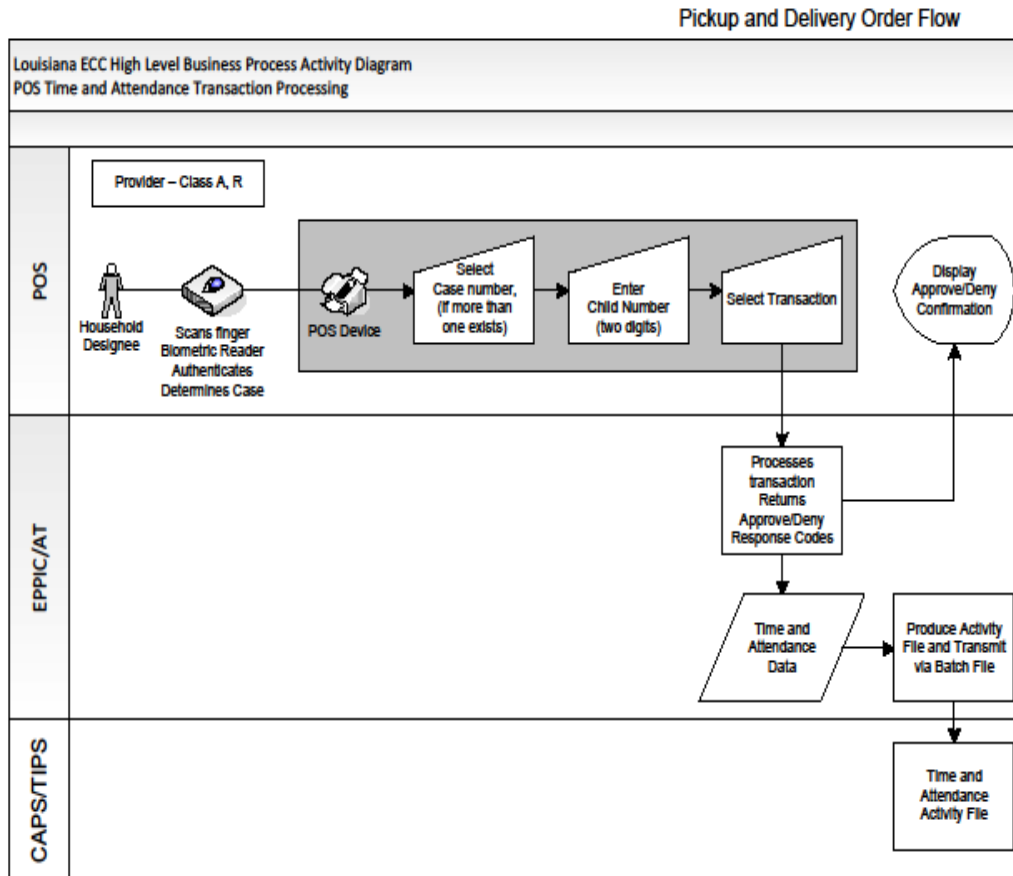 Pickup and Delivery Order Flow
Louisiana ECC High Level Business Process Activity Diagram
POS Time and Attendance Transaction Processing
POS
Provider – Class A, R
Household
Designee
Scans finger
Biometric Reader
Authenticates
Determines Case
POS Device
Select
Case number,
(If more than
one exists)
Enter
Child Number
(two digits)
Select Transaction
Display
Approve/Deny
Confirmation
EPPIC/AT
Processes
transaction
Returns
Approve/Deny
Response Codes
Time and
Attendance
Data
Produce Activity
File and Transmit
via Batch File
CAPS/TIPS
Time and
Attendance
Activity File